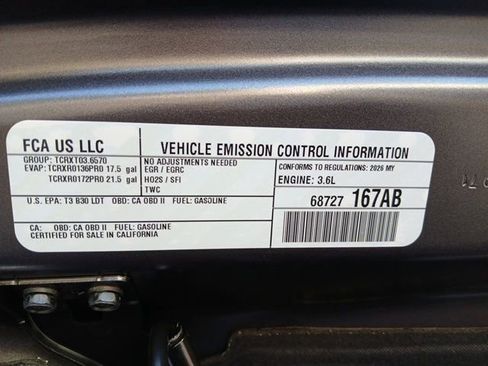 FCA US LLC
VEHICLE EMISSION CONTROL INFORMATION
GROUP: TCRXT03.6570
EVAP: TCRXR0136PR0 17.5 gal
TCRXR0172PR0 21.5 gal
NO ADJUSTMENTS NEEDED
EGR / EGRC
HO2S / SFI
TWC
CONFORMS TO REGULATIONS: 2026 MY
ENGINE: 3.6L
U.S. EPA: T3 B30 LDT OBD: CA OBD II FUEL: GASOLINE
68727 167AB
CA: OBD: CA OBD II FUEL: GASOLINE
CERTIFIED FOR SALE IN CALIFORNIA